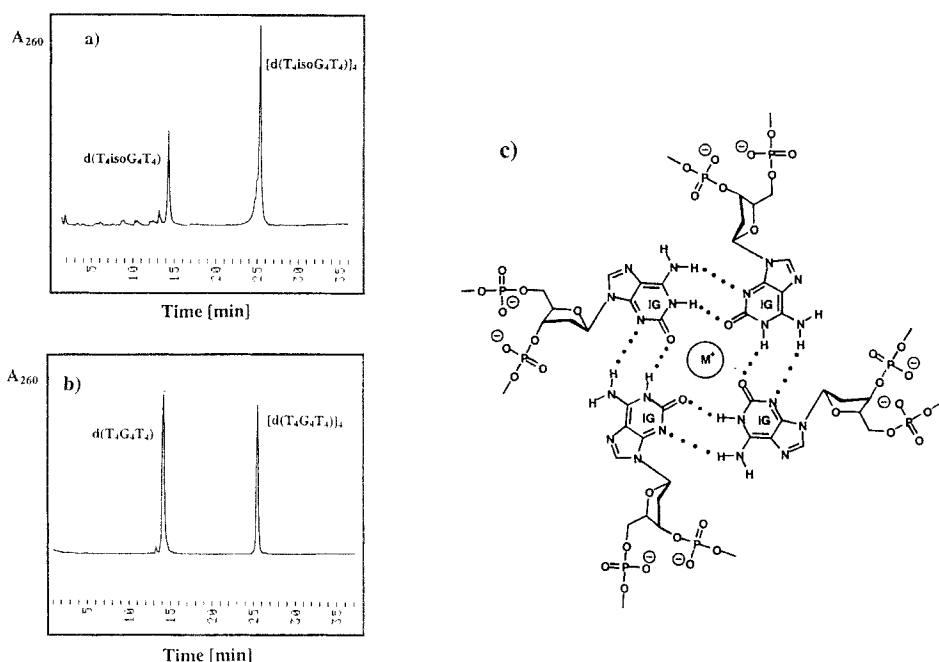 a)
A260
[d(T4isoG4T4)]4
d(T4isoG4T4)
5 10 15 20 25 30 35
Time [min]
b)
A260
d(T4G4T4)
[d(T4G4T4)]4
5 10 15 20 25 30 35
Time [min]
c)
IG
IG
M+
IG
IG